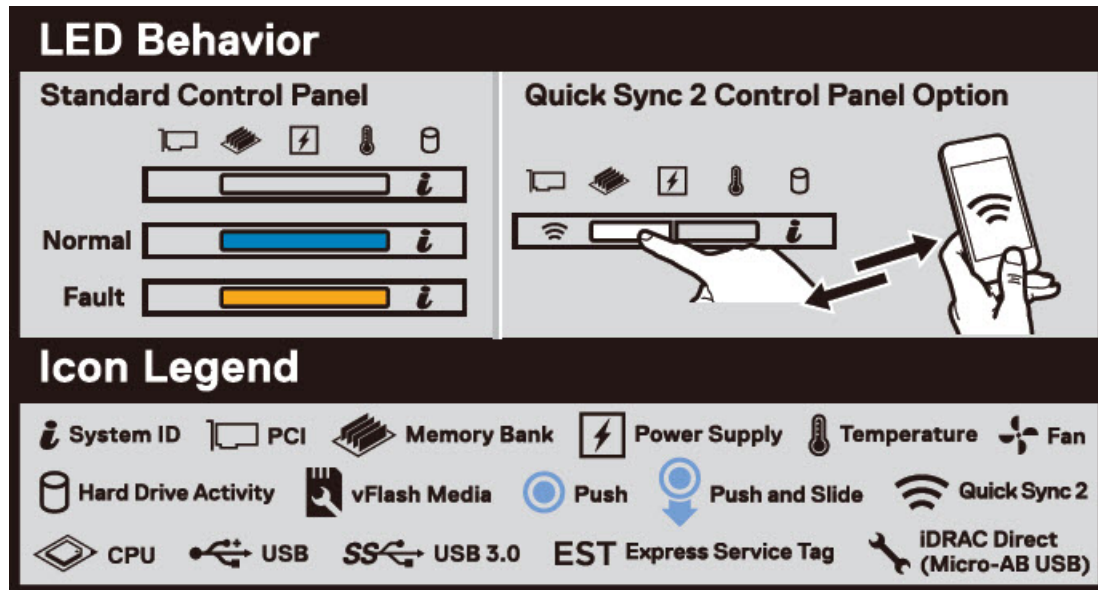 LED Behavior
Standard Control Panel
Quick Sync 2 Control Panel Option
i
Normal i
Fault i
i
Icon Legend
i System ID PCI Memory Bank Power Supply Temperature Fan
Hard Drive Activity vFlash Media Push Push and Slide Quick Sync 2
CPU USB SS USB 3.0 EST Express Service Tag iDRAC Direct
(Micro-AB USB)